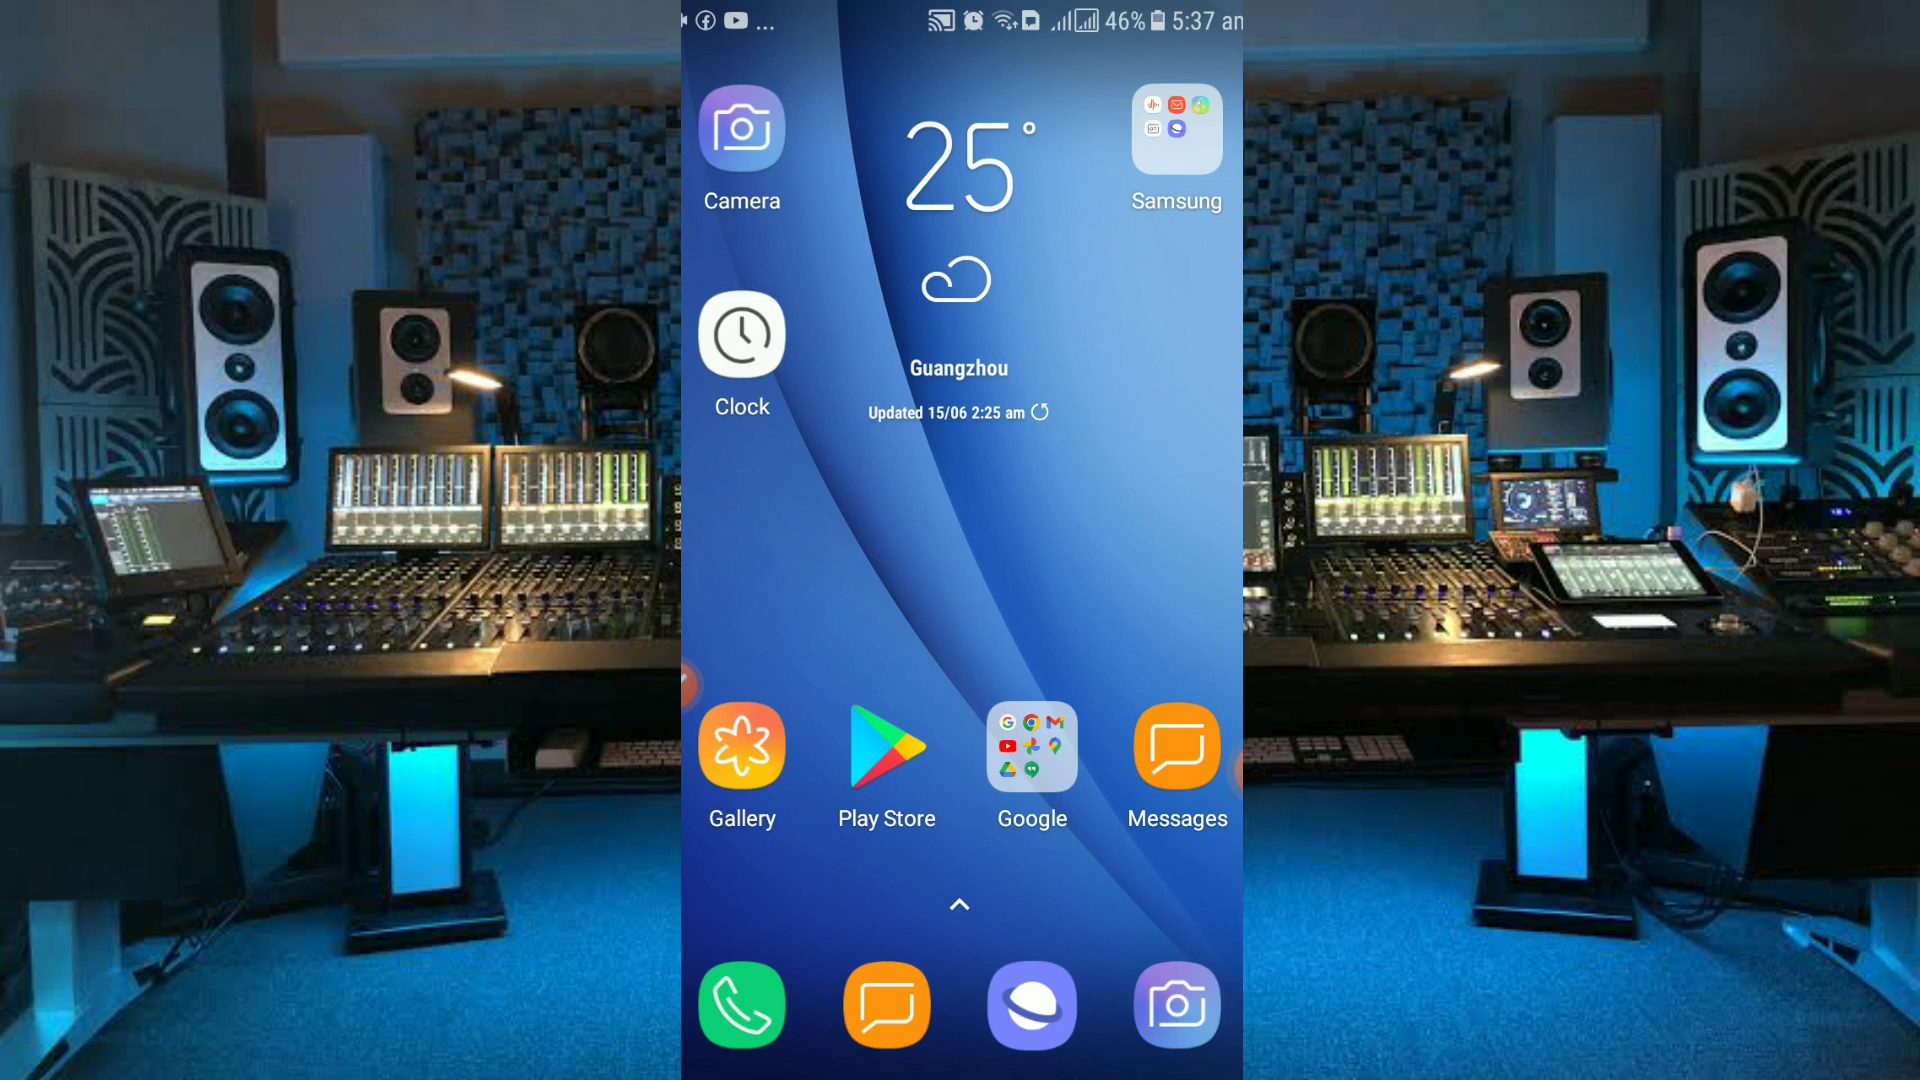 ... 46% 5:37 am
25°
Camera
Samsung
Clock
Guangzhou
Updated 15/06 2:25 am
Gallery
Play Store
Google
Messages